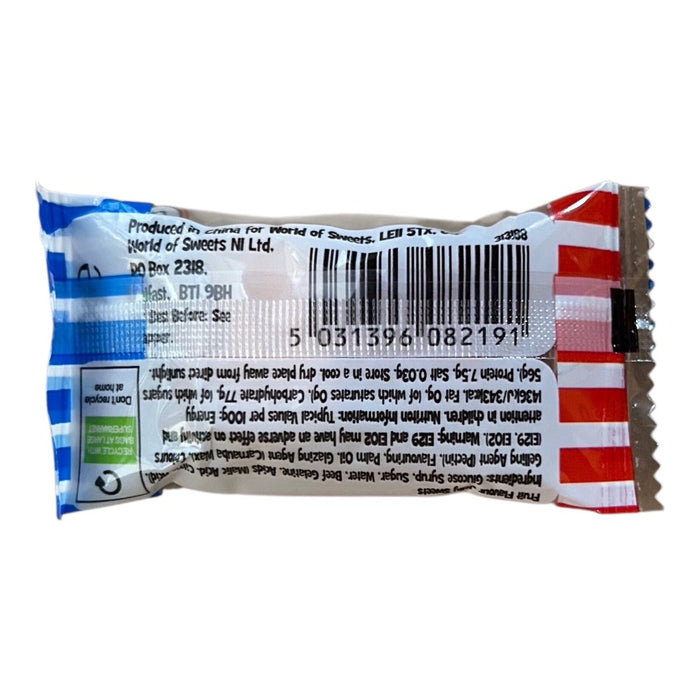 Produced in China for World of Sweets, LE11 5TX.
World of Sweets NI Ltd.
PO Box 2318,
BT1 9BH
Best Before: See
313188
5 031396 082191
Fruit Flavour Sweets
Ingredients: Glucose Syrup, Sugar, Water, Beef Gelatine, Acids (Malic Acid,
Gelling Agent (Pectin), Flavouring, Palm Oil, Glazing Agent (Carnauba Wax), Colours
(E129, E102). Warning: E129 and E102 may have an adverse effect on activity and
attention in children. Nutrition Information: Typical Values per 100g: Energy
1436kJ/343kcal, Fat 0g, (of which saturates 0g), Carbohydrate 77g, (of which sugars
56g), Protein 7.5g, Salt 0.03g. Store in a cool, dry place away from direct sunlight.
RECYCLE WITH
BAGS AT LARGE
SUPERMARKET
Don't recycle
at home